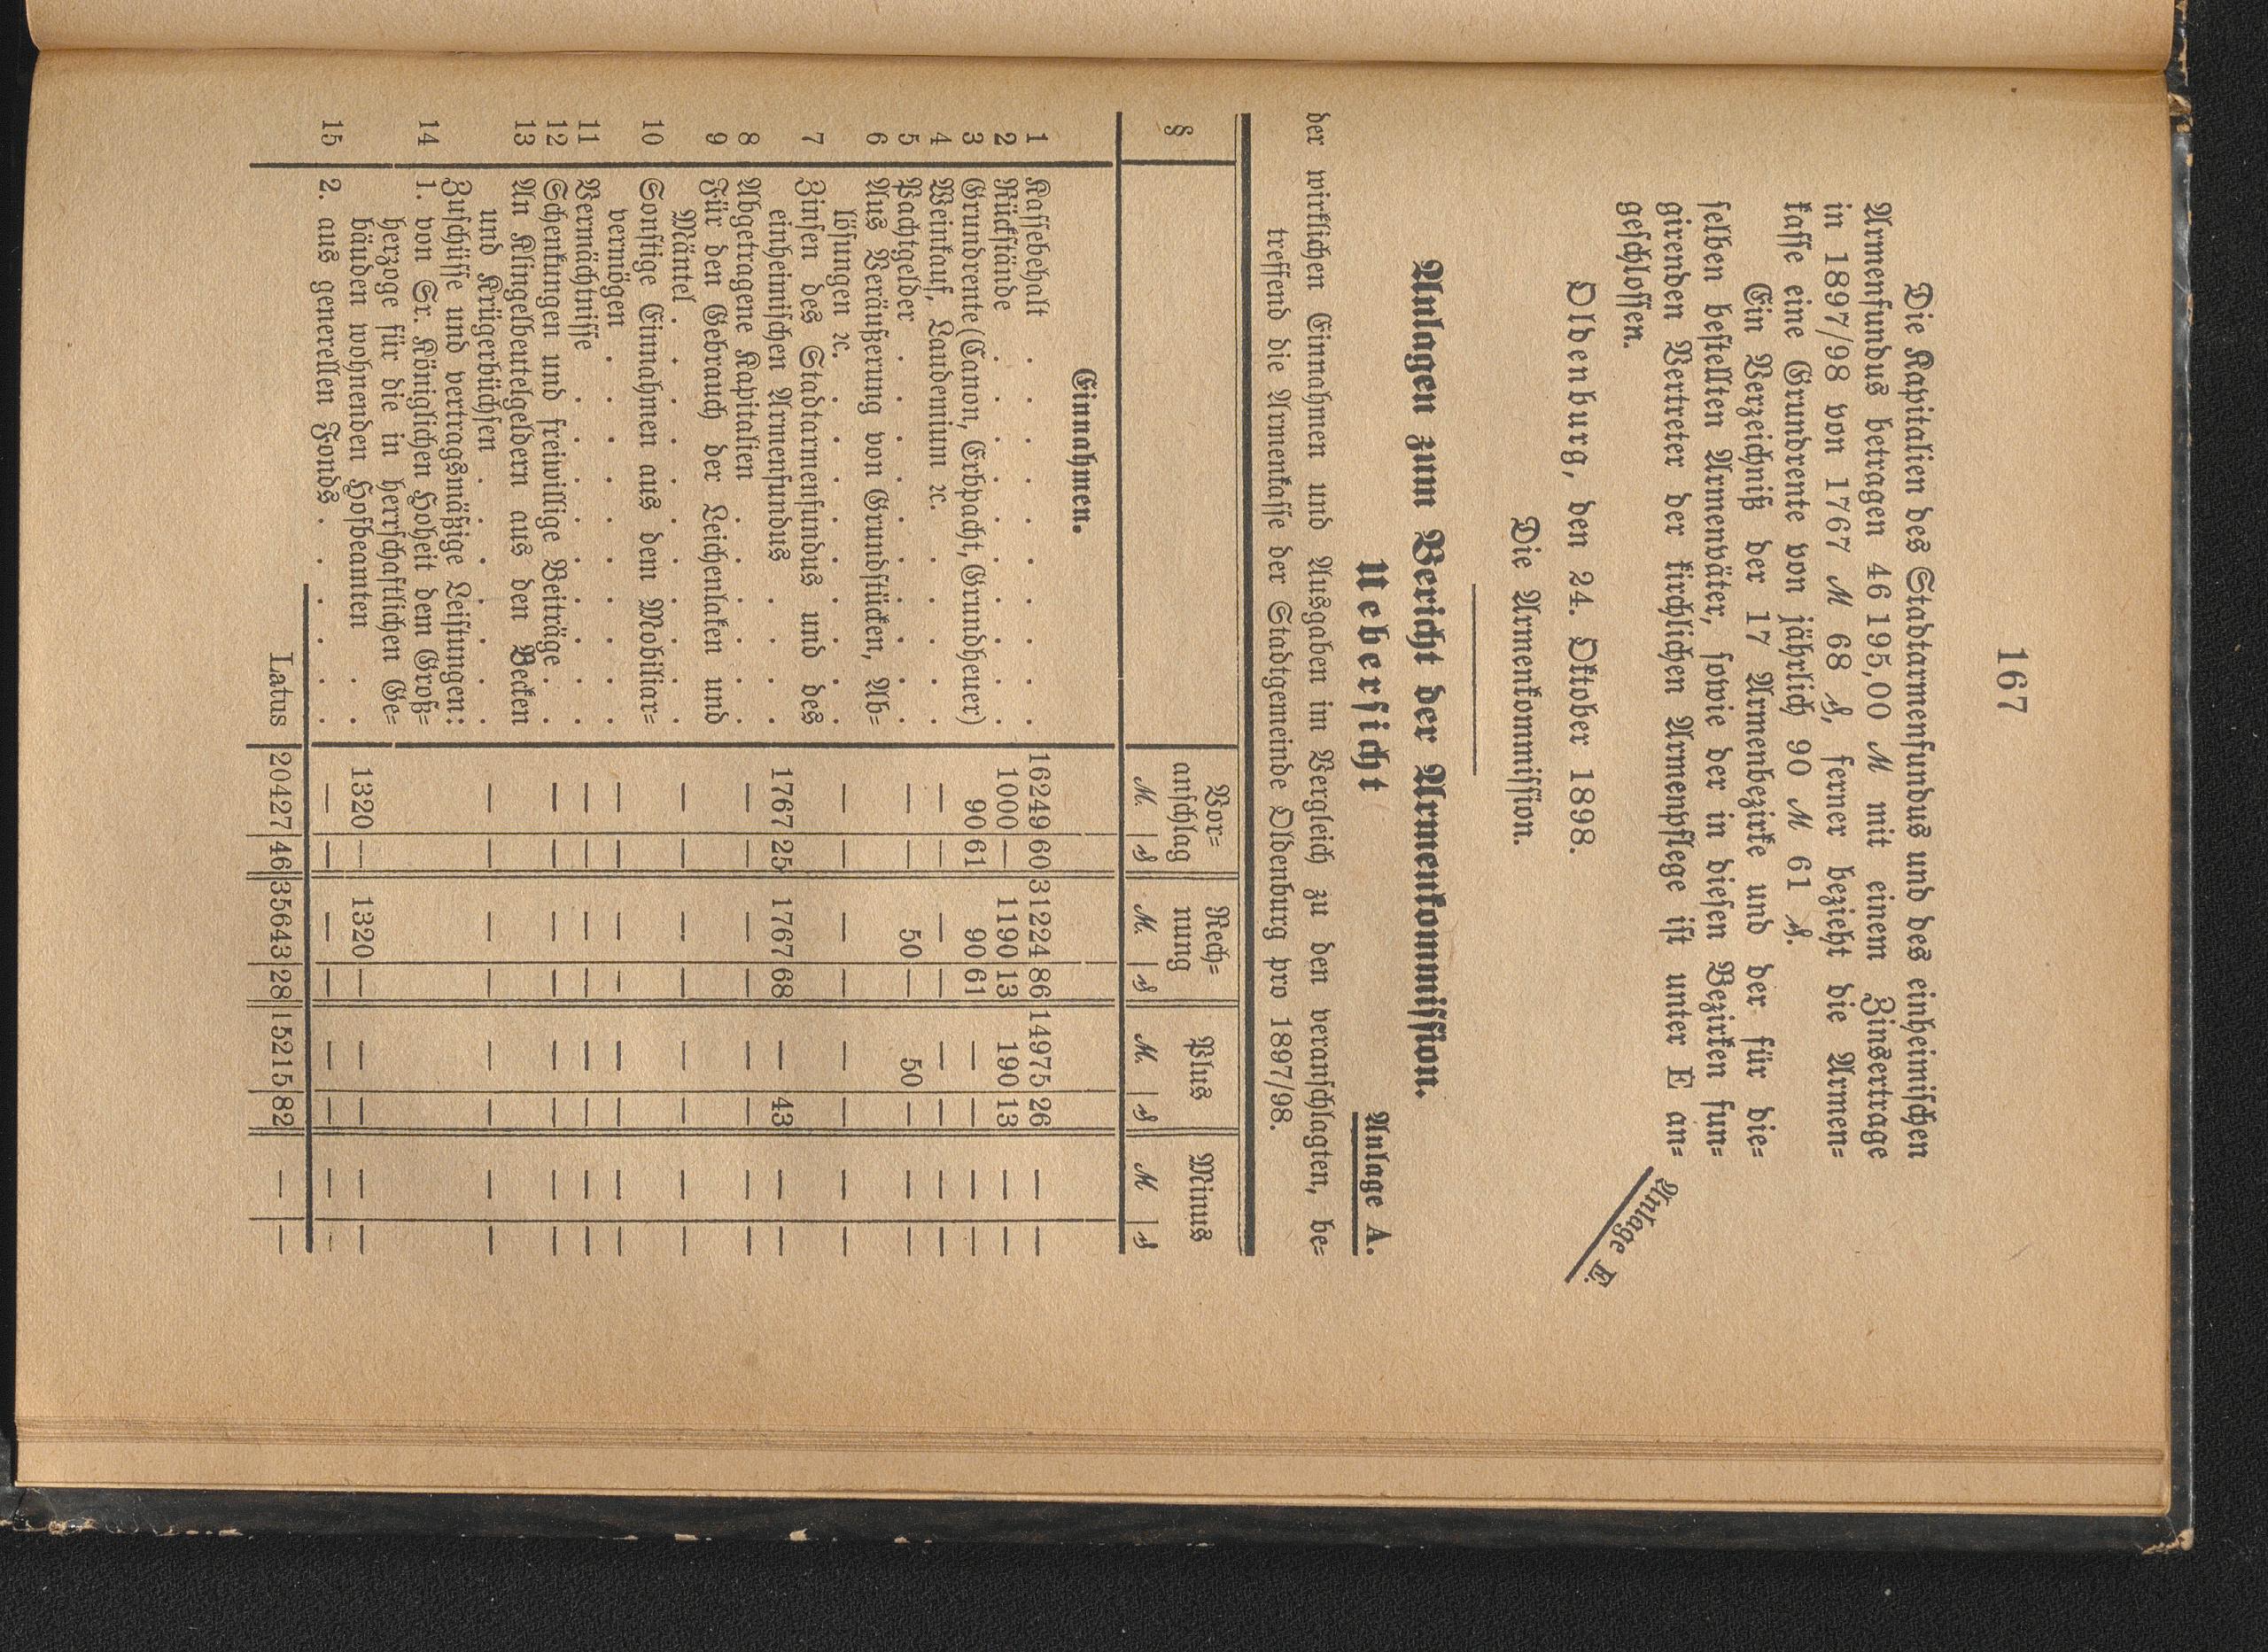 167
Die Kapitalien des Stadtarmenfundus und des einheimischen
Armenfundus betragen 46 195,00 M mit einem Zinsertrage
in 1897/98 von 1767 M 68 ₰, ferner bezieht die Armen-
kasse eine Grundrente von jährlich 90 M 61 ₰.
Ein Verzeichniß der 17 Armenbezirke und der für die-
selben bestellten Armenväter, sowie der in diesen Bezirken fun-
girenden Vertreter der kirchlichen Armenpflege ist unter E an-
geschlossen.
Anlage E.
Oldenburg, den 24. Oktober 1898.
Die Armenkommission.
Anlagen zum Bericht der Armenkommission.
Anlage A.
Uebersicht
der wirklichen Einnahmen und Ausgaben im Vergleich zu den veranschlagten, be-
treffend die Armenkasse der Stadtgemeinde Oldenburg pro 1897/98.
§ Vor- Rech- Plus Minus
anschlag nung
M. ₰ M. ₰ M. ₰ M ₰
Einnahmen.
1 Kassebehalt . . . . . . . . . . 16249 60 31224 86 14975 26 — —
2 Rückstände . . . . . . . . . . 1000 — 1190 13 190 13 — —
3 Grundrente (Canon, Erbpacht, Grundheuer) 90 61 90 61 — — — —
4 Weinkauf, Laudemium ꝛc. . . . . . — — — — — — — —
5 Pachtgelder . . . . . . . . . . — — 50 — 50 — — —
6 Aus Veräußerung von Grundstücken, Ab-
lösungen ꝛc. . . . . . . . . . — — — — — — — —
7 Zinsen des Stadtarmenfundus und des
einheimischen Armenfundus . . . . 1767 25 1767 68 — 43 — —
8 Abgetragene Kapitalien . . . . . . — — — — — — — —
9 Für den Gebrauch der Leichenlaken und
Mäntel . . . . . . . . . . . — — — — — — — —
10 Sonstige Einnahmen aus dem Mobiliar-
vermögen . . . . . . . . . . — — — — — — — —
11 Vermächtnisse . . . . . . . . . — — — — — — — —
12 Schenkungen und freiwillige Beiträge . . — — — — — — — —
13 An Klingelbeutelgeldern aus den Becken
und Krügerbüchsen . . . . . . . — — — — — — — —
Zuschüsse und vertragsmäßige Leistungen:
14 1. von Sr. Königlichen Hoheit dem Groß-
herzoge für die in herrschaftlichen Ge-
bäuden wohnenden Hofbeamten . . 1320 — 1320 — — — — —
15 2. aus generellen Fonds . . . . . . — — — — — — — —
Latus 20427 46 35643 28 15215 82 — —